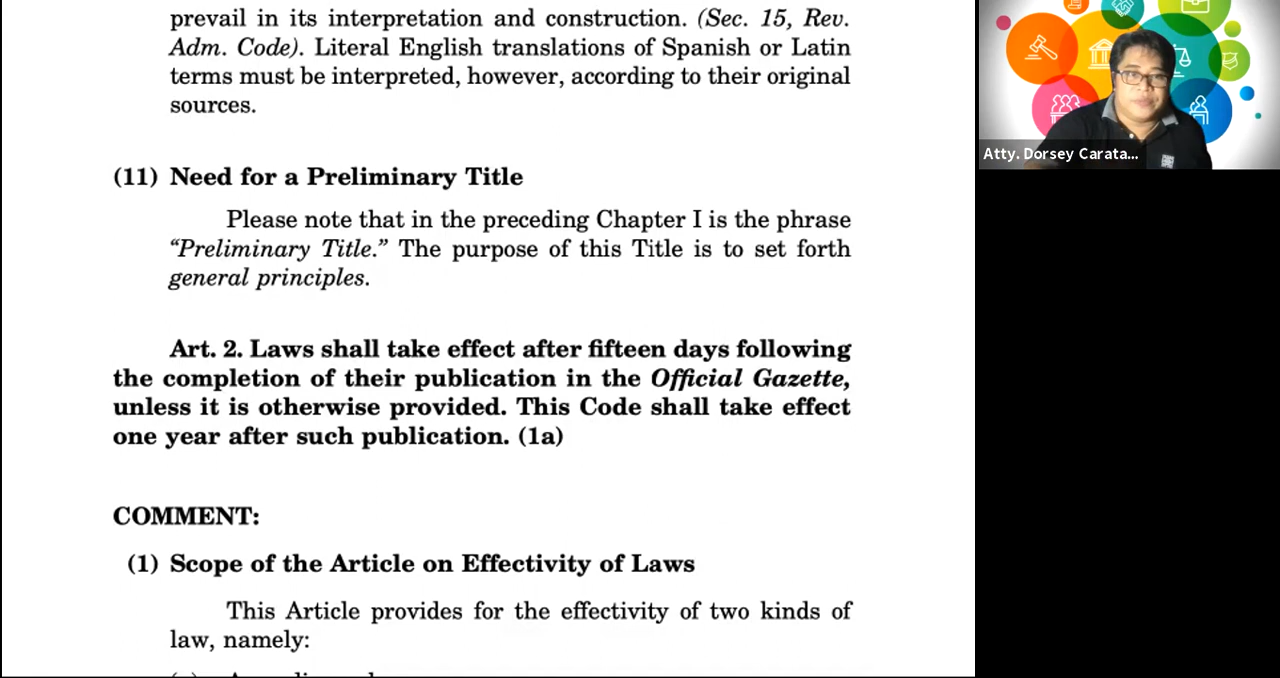 prevail in its interpretation and construction. (Sec. 15, Rev.
Adm. Code). Literal English translations of Spanish or Latin
terms must be interpreted, however, according to their original
sources.
(11) Need for a Preliminary Title
Please note that in the preceding Chapter I is the phrase
“Preliminary Title.” The purpose of this Title is to set forth
general principles.
Art. 2. Laws shall take effect after fifteen days following
the completion of their publication in the Official Gazette,
unless it is otherwise provided. This Code shall take effect
one year after such publication. (1a)
COMMENT:
(1) Scope of the Article on Effectivity of Laws
This Article provides for the effectivity of two kinds of
law, namely:
Atty. Dorsey Carata...